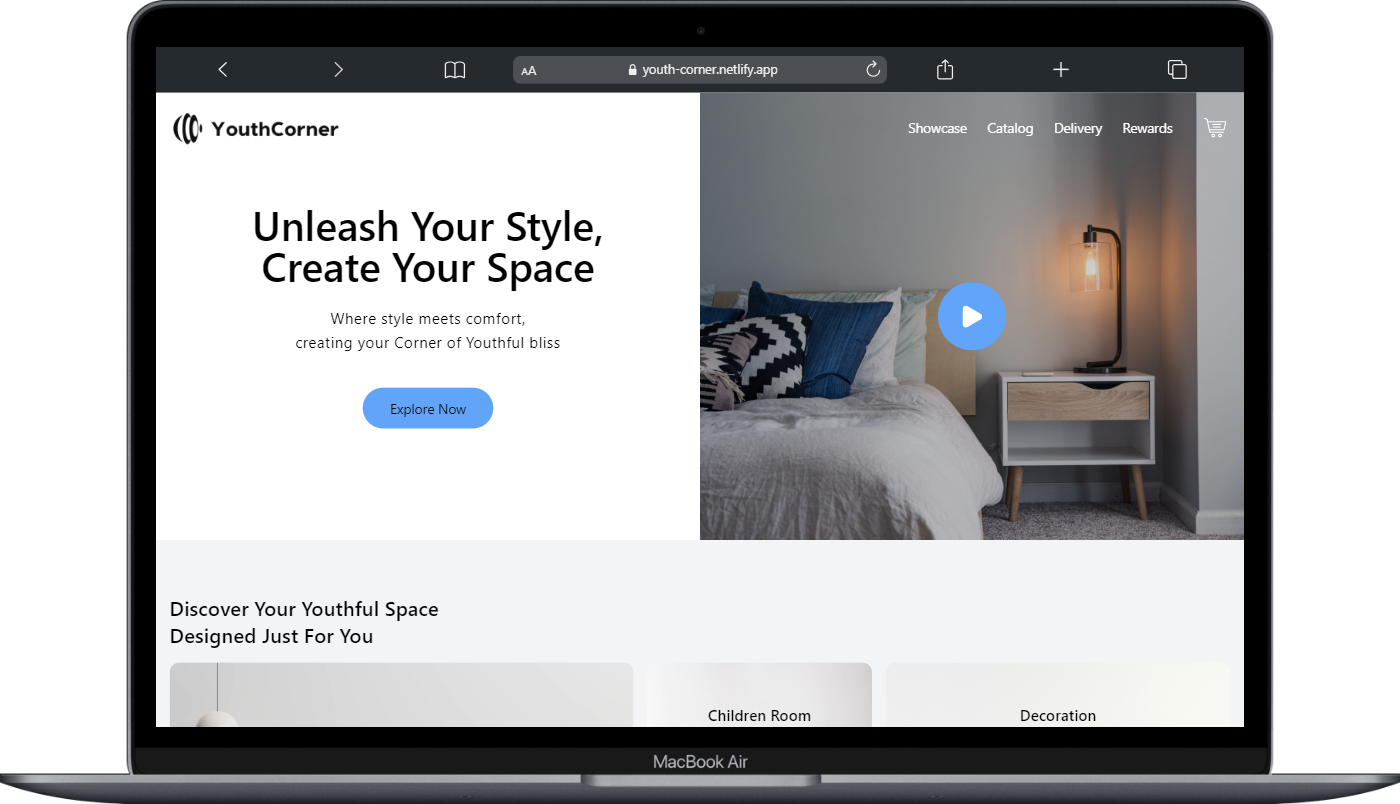 AA youth-corner.netlify.app
YouthCorner
Showcase Catalog Delivery Rewards
Unleash Your Style,
Create Your Space
Where style meets comfort,
creating your Corner of Youthful bliss
Explore Now
Discover Your Youthful Space
Designed Just For You
Children Room
Decoration
MacBook Air